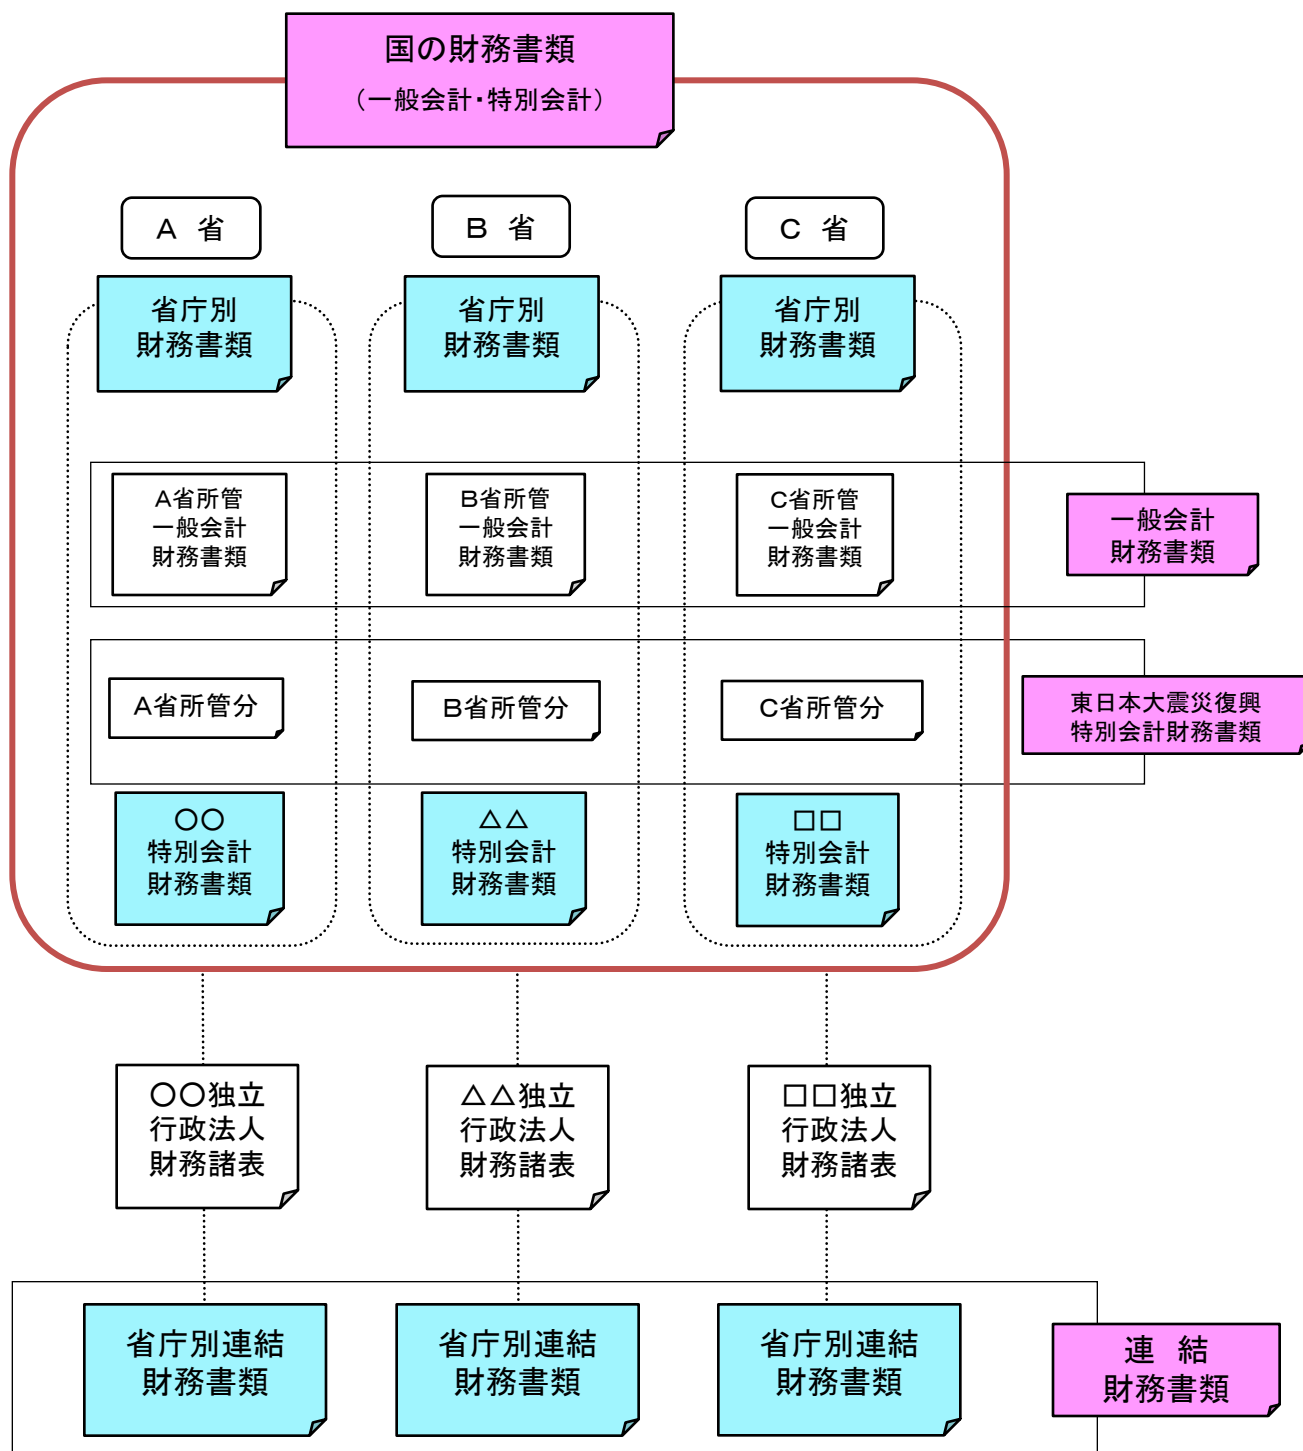 国の財務書類
（一般会計・特別会計）
Ａ 省
Ｂ 省
Ｃ 省
省庁別
財務書類
省庁別
財務書類
省庁別
財務書類
Ａ省所管
一般会計
財務書類
Ｂ省所管
一般会計
財務書類
Ｃ省所管
一般会計
財務書類
一般会計
財務書類
Ａ省所管分
Ｂ省所管分
Ｃ省所管分
東日本大震災復興
特別会計財務書類
〇〇
特別会計
財務書類
△△
特別会計
財務書類
□□
特別会計
財務書類
〇〇独立
行政法人
財務諸表
△△独立
行政法人
財務諸表
□□独立
行政法人
財務諸表
省庁別連結
財務書類
省庁別連結
財務書類
省庁別連結
財務書類
連 結
財務書類